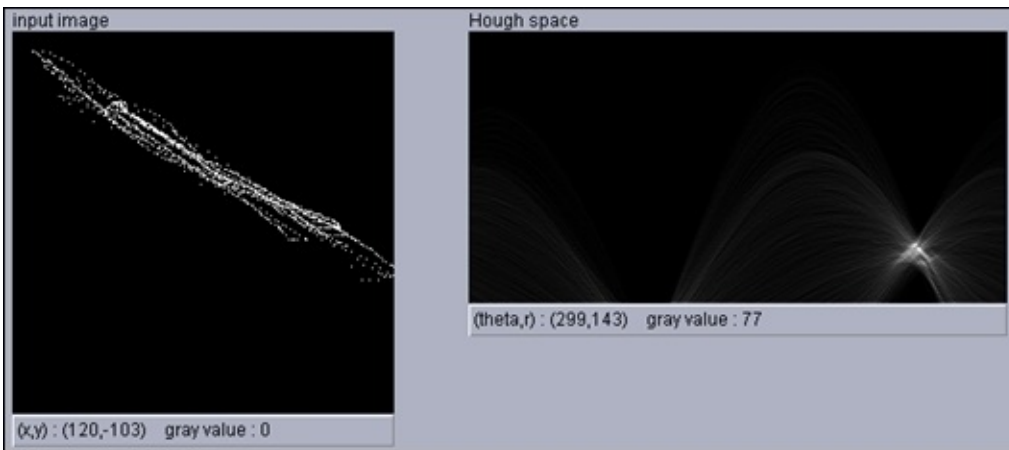 input image
Hough space
(theta,r) : (299,143) gray value : 77
(x,y) : (120,-103) gray value : 0